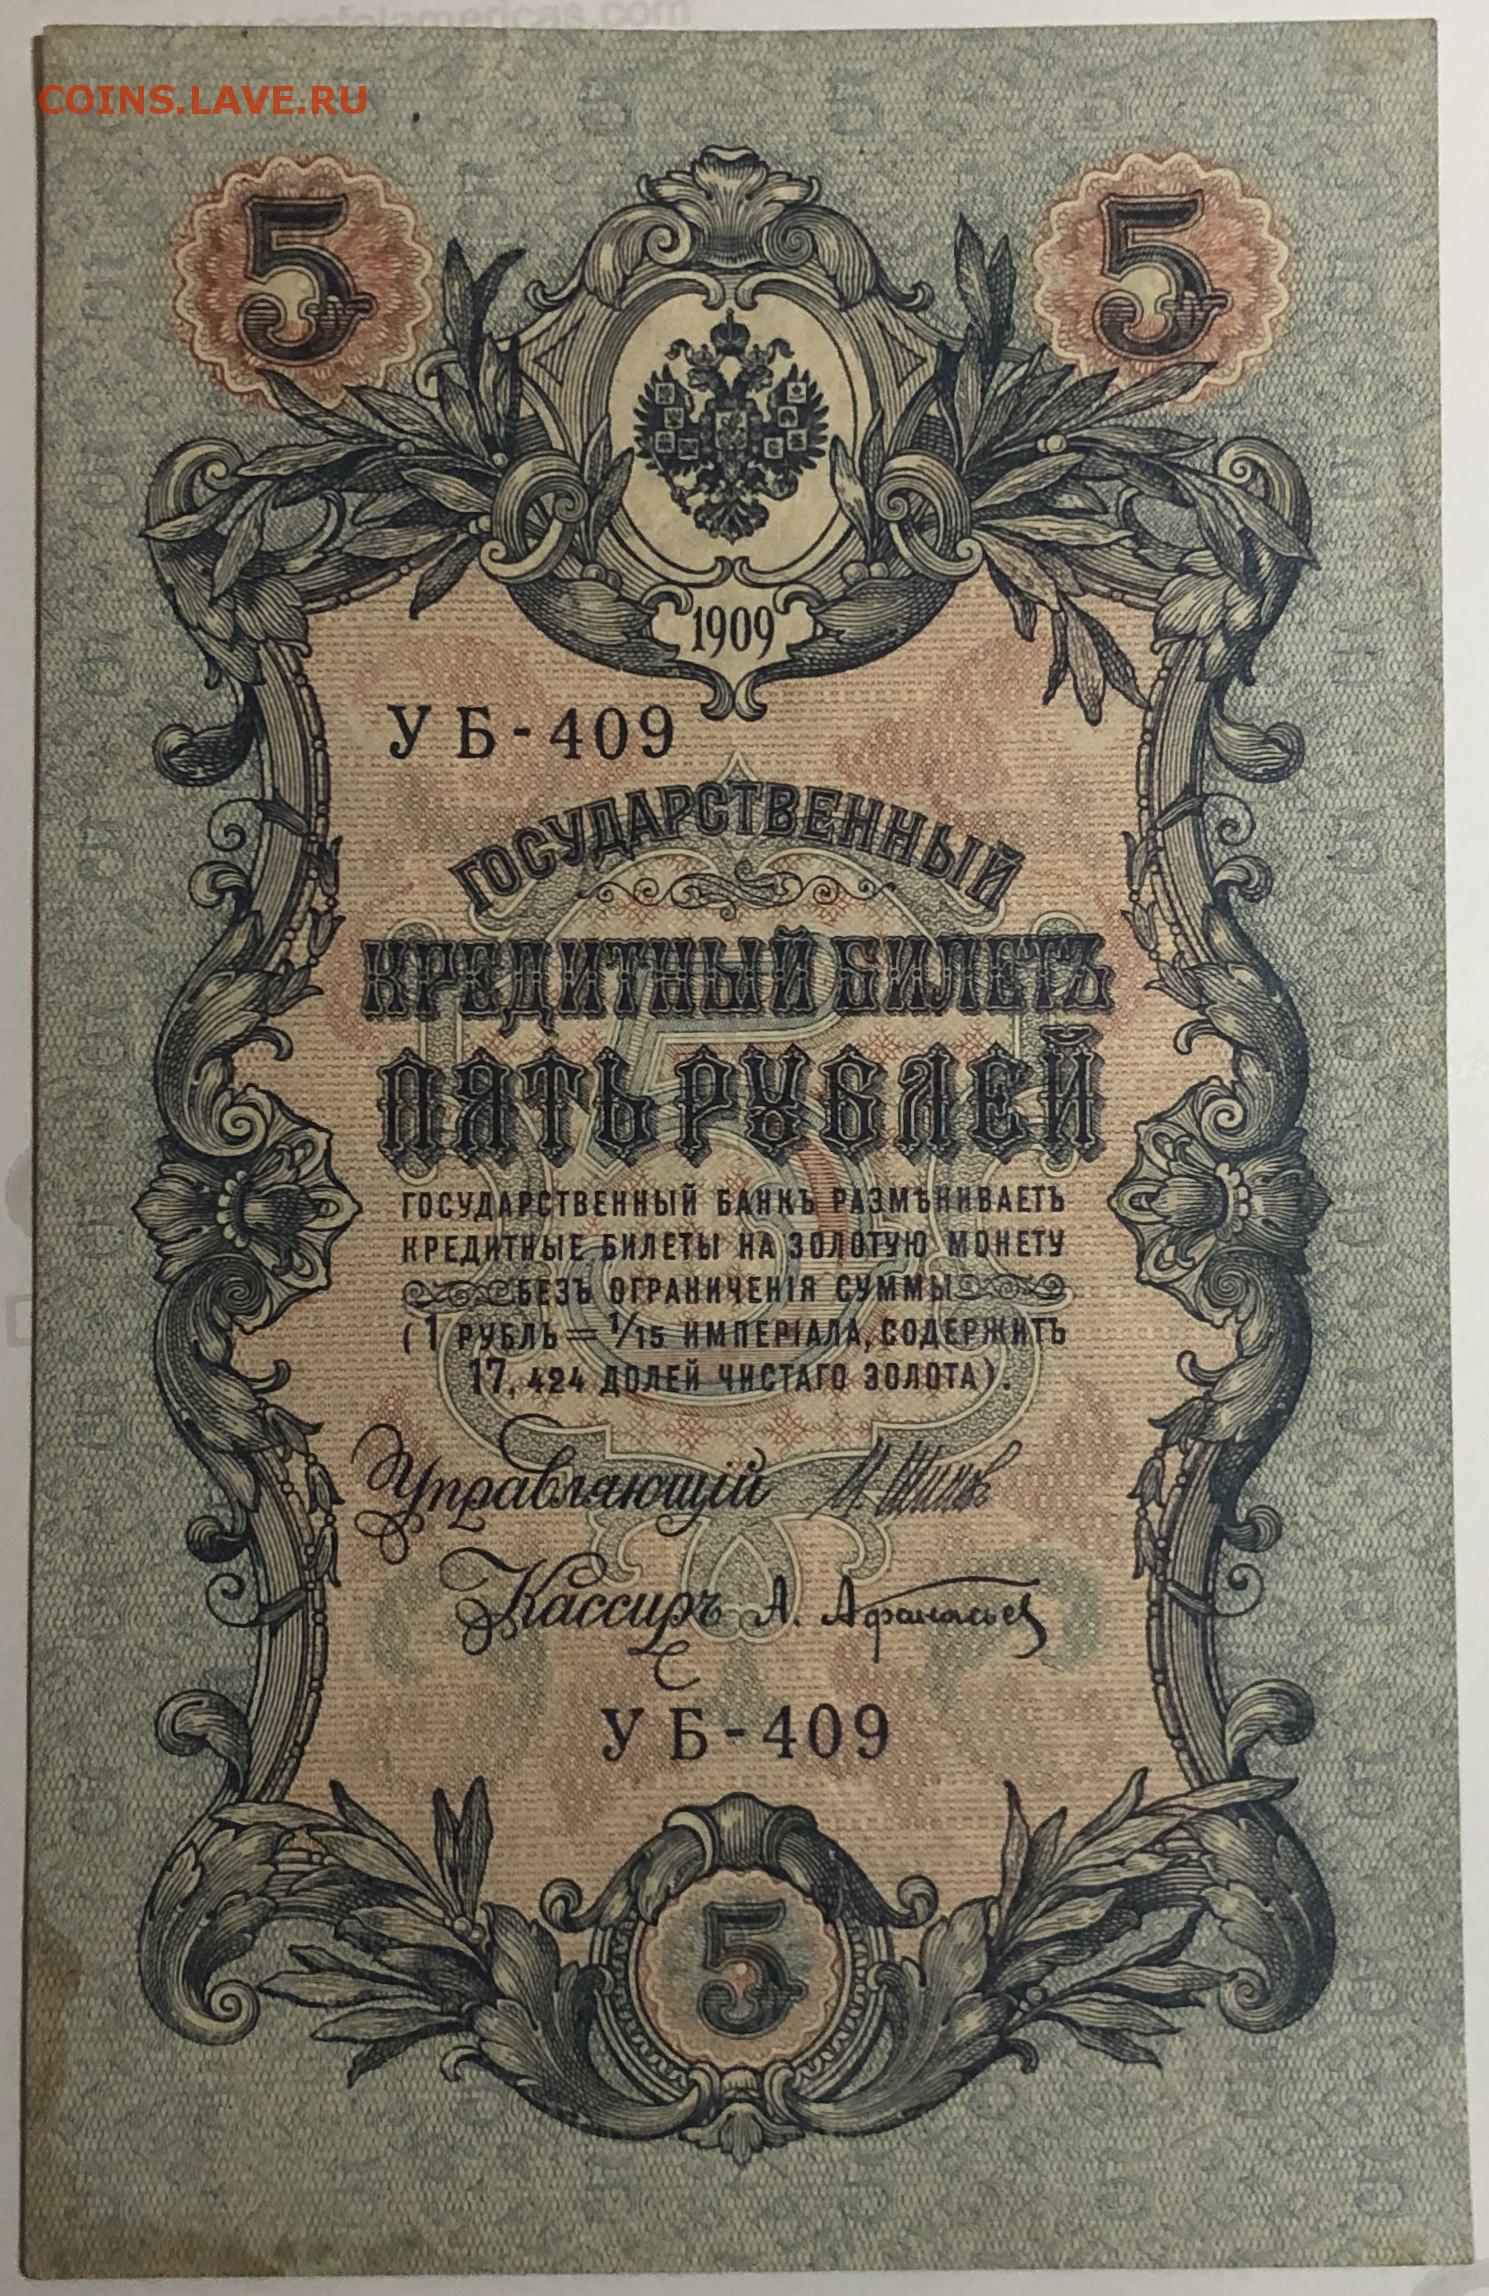 COINS.LAVE.RU
5 5
1909
УБ-409
ГОСУДАРСТВЕННЫЙ
КРЕДИТНЫЙ БИЛЕТЪ
ПЯТЬ РУБЛЕЙ
ГОСУДАРСТВЕННЫЙ БАНКЪ РАЗМѢНИВАЕТЪ
КРЕДИТНЫЕ БИЛЕТЫ НА ЗОЛОТУЮ МОНЕТУ
БЕЗЪ ОГРАНИЧЕНІЯ СУММЫ
(1 РУБЛЬ = 1/15 ИМПЕРІАЛА, СОДЕРЖИТЪ
17,424 ДОЛЕЙ ЧИСТАГО ЗОЛОТА).
Управляющій И. Шипов
Кассиръ А. Афанасьев
УБ-409
5